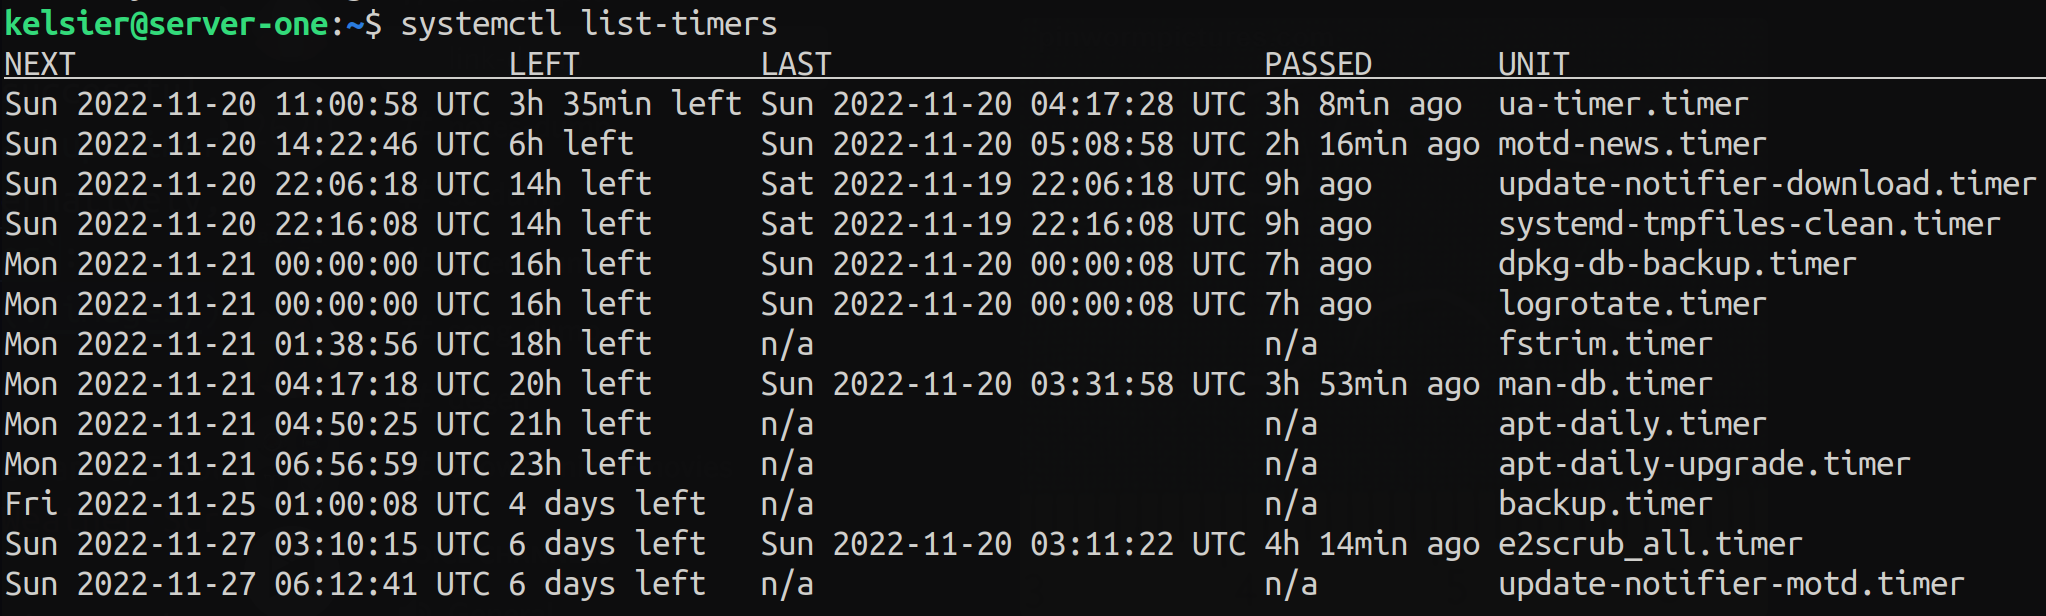 kelsier@server-one:~$ systemctl list-timers
NEXT LEFT LAST PASSED UNIT
Sun 2022-11-20 11:00:58 UTC 3h 35min left Sun 2022-11-20 04:17:28 UTC 3h 8min ago ua-timer.timer
Sun 2022-11-20 14:22:46 UTC 6h left Sun 2022-11-20 05:08:58 UTC 2h 16min ago motd-news.timer
Sun 2022-11-20 22:06:18 UTC 14h left Sat 2022-11-19 22:06:18 UTC 9h ago update-notifier-download.timer
Sun 2022-11-20 22:16:08 UTC 14h left Sat 2022-11-19 22:16:08 UTC 9h ago systemd-tmpfiles-clean.timer
Mon 2022-11-21 00:00:00 UTC 16h left Sun 2022-11-20 00:00:08 UTC 7h ago dpkg-db-backup.timer
Mon 2022-11-21 00:00:00 UTC 16h left Sun 2022-11-20 00:00:08 UTC 7h ago logrotate.timer
Mon 2022-11-21 01:38:56 UTC 18h left n/a n/a fstrim.timer
Mon 2022-11-21 04:17:18 UTC 20h left Sun 2022-11-20 03:31:58 UTC 3h 53min ago man-db.timer
Mon 2022-11-21 04:50:25 UTC 21h left n/a n/a apt-daily.timer
Mon 2022-11-21 06:56:59 UTC 23h left n/a n/a apt-daily-upgrade.timer
Fri 2022-11-25 01:00:08 UTC 4 days left n/a n/a backup.timer
Sun 2022-11-27 03:10:15 UTC 6 days left Sun 2022-11-20 03:11:22 UTC 4h 14min ago e2scrub_all.timer
Sun 2022-11-27 06:12:41 UTC 6 days left n/a n/a update-notifier-motd.timer